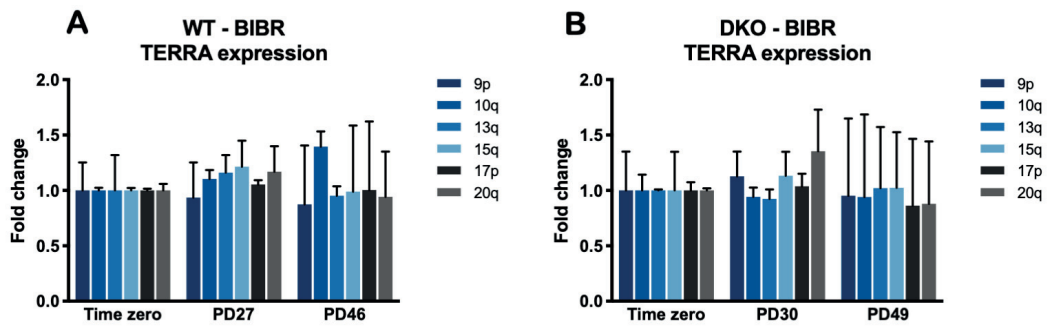 A
WT - BIBR
TERRA expression
Fold change
2.0
1.5
1.0
0.5
0.0
Time zero
PD27
PD46
9p
10q
13q
15q
17p
20q
B
DKO - BIBR
TERRA expression
Fold change
2.0
1.5
1.0
0.5
0.0
Time zero
PD30
PD49
9p
10q
13q
15q
17p
20q